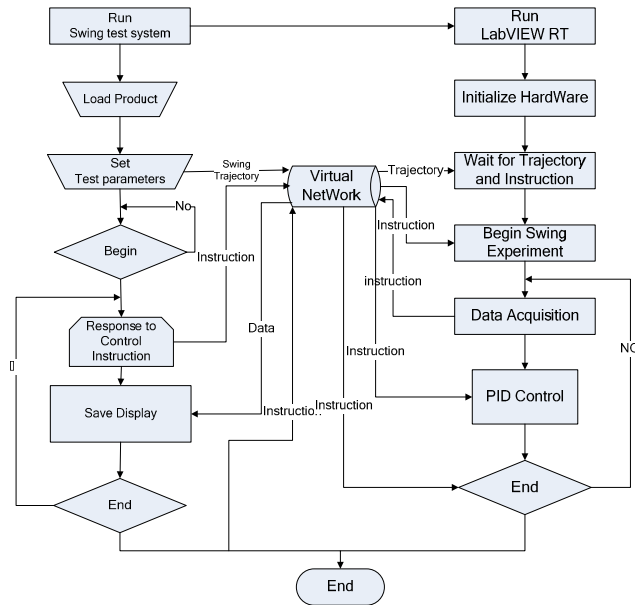 Run
Swing test system
Run
LabVIEW RT
Load Product
Initialize HardWare
Set
Test parameters
Swing
Trajectory
Virtual
NetWork
Trajectory
Wait for Trajectory
and Instruction
No
Begin
Instruction
Instruction
Begin Swing
Experiment
instruction
Response to
Control
Instruction
Data
Data Acquisition
Instruction
NO
Save Display
Instruction
Instruction
PID Control
End
End
End